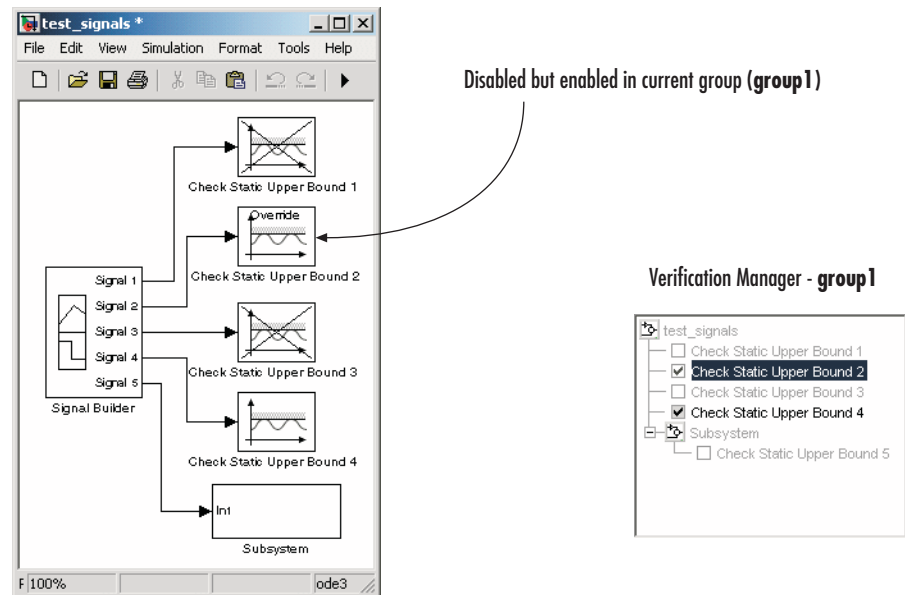 test_signals *
File Edit View Simulation Format Tools Help
Disabled but enabled in current group (group1)
Check Static Upper Bound 1
Override
Check Static Upper Bound 2
Signal 1
Signal 2
Signal 3
Signal 4
Signal 5
Signal Builder
Check Static Upper Bound 3
Check Static Upper Bound 4
In1
Subsystem
F 100%
ode3
Verification Manager - group1
test_signals
Check Static Upper Bound 1
Check Static Upper Bound 2
Check Static Upper Bound 3
Check Static Upper Bound 4
Subsystem
Check Static Upper Bound 5